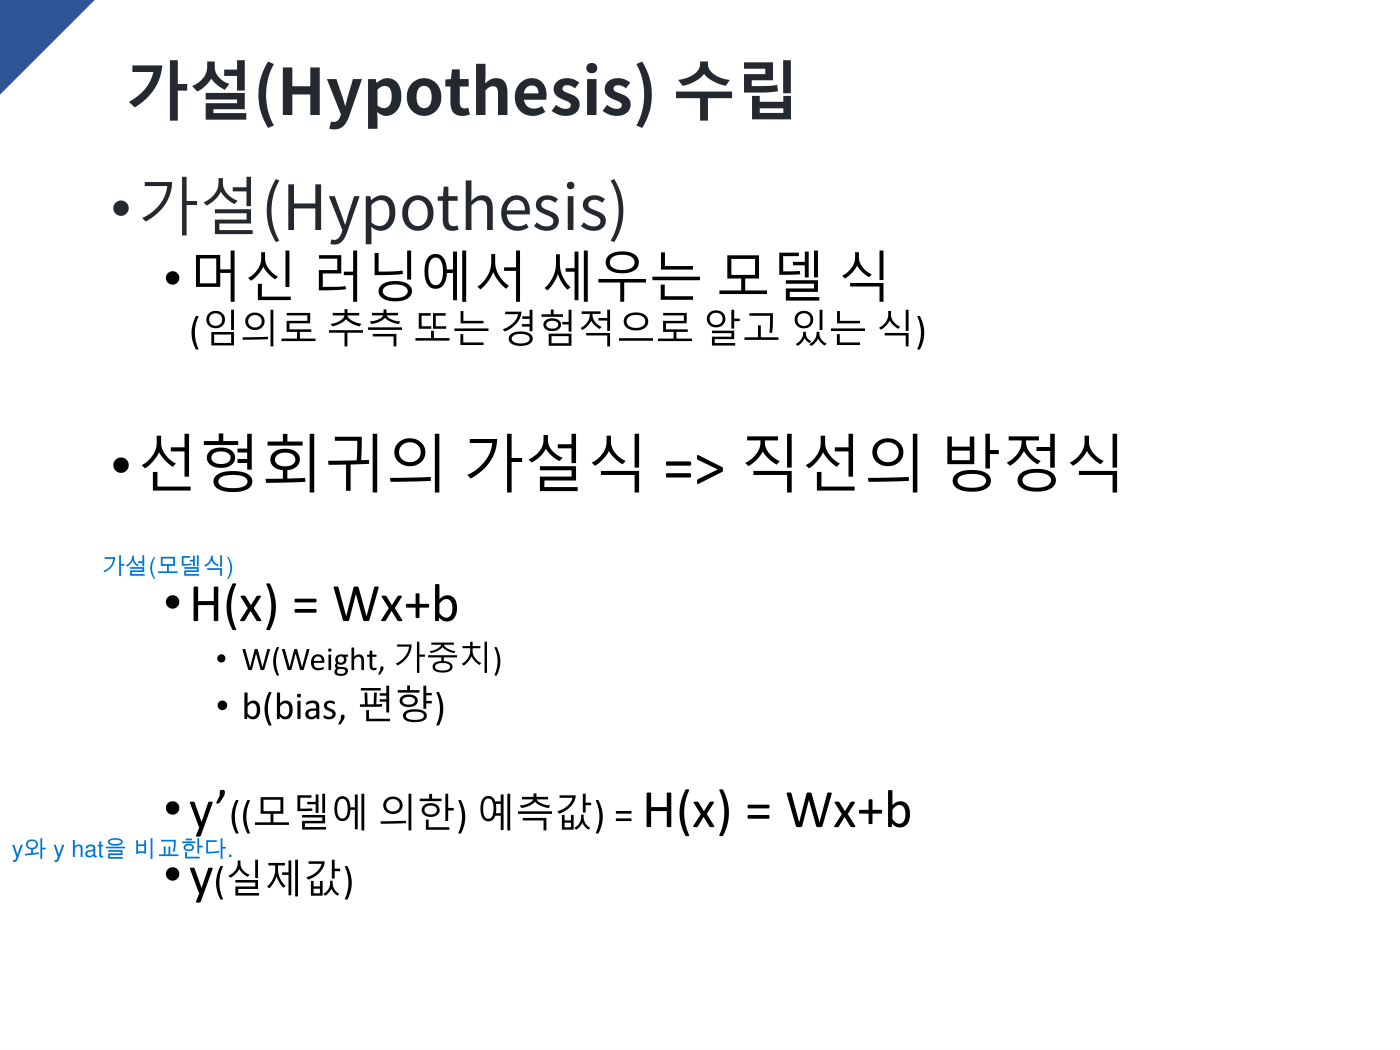 가설(Hypothesis) 수립
•가설(Hypothesis)
•머신 러닝에서 세우는 모델 식
(임의로 추측 또는 경험적으로 알고 있는 식)
•선형회귀의 가설식 => 직선의 방정식
가설(모델식)
•H(x) = Wx+b
• W(Weight, 가중치)
• b(bias, 편향)
•y’((모델에 의한) 예측값) = H(x) = Wx+b
y와 y hat을 비교한다.
•y(실제값)